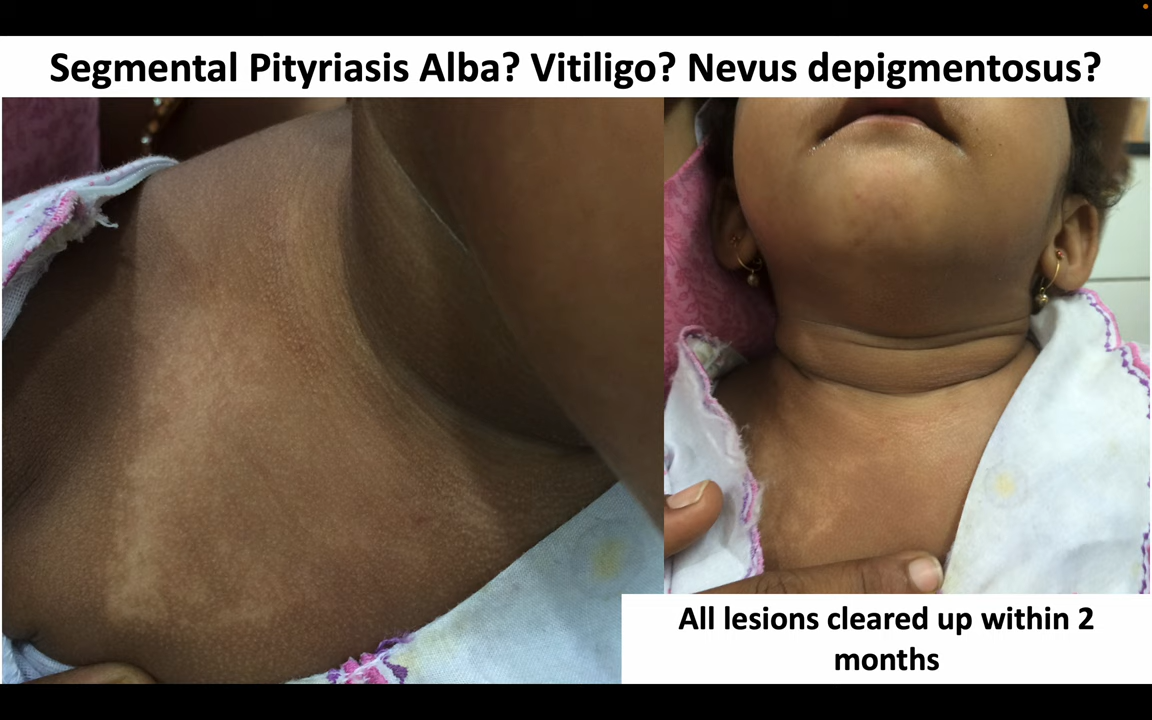 Segmental Pityriasis Alba? Vitiligo? Nevus depigmentosus?
All lesions cleared up within 2
months